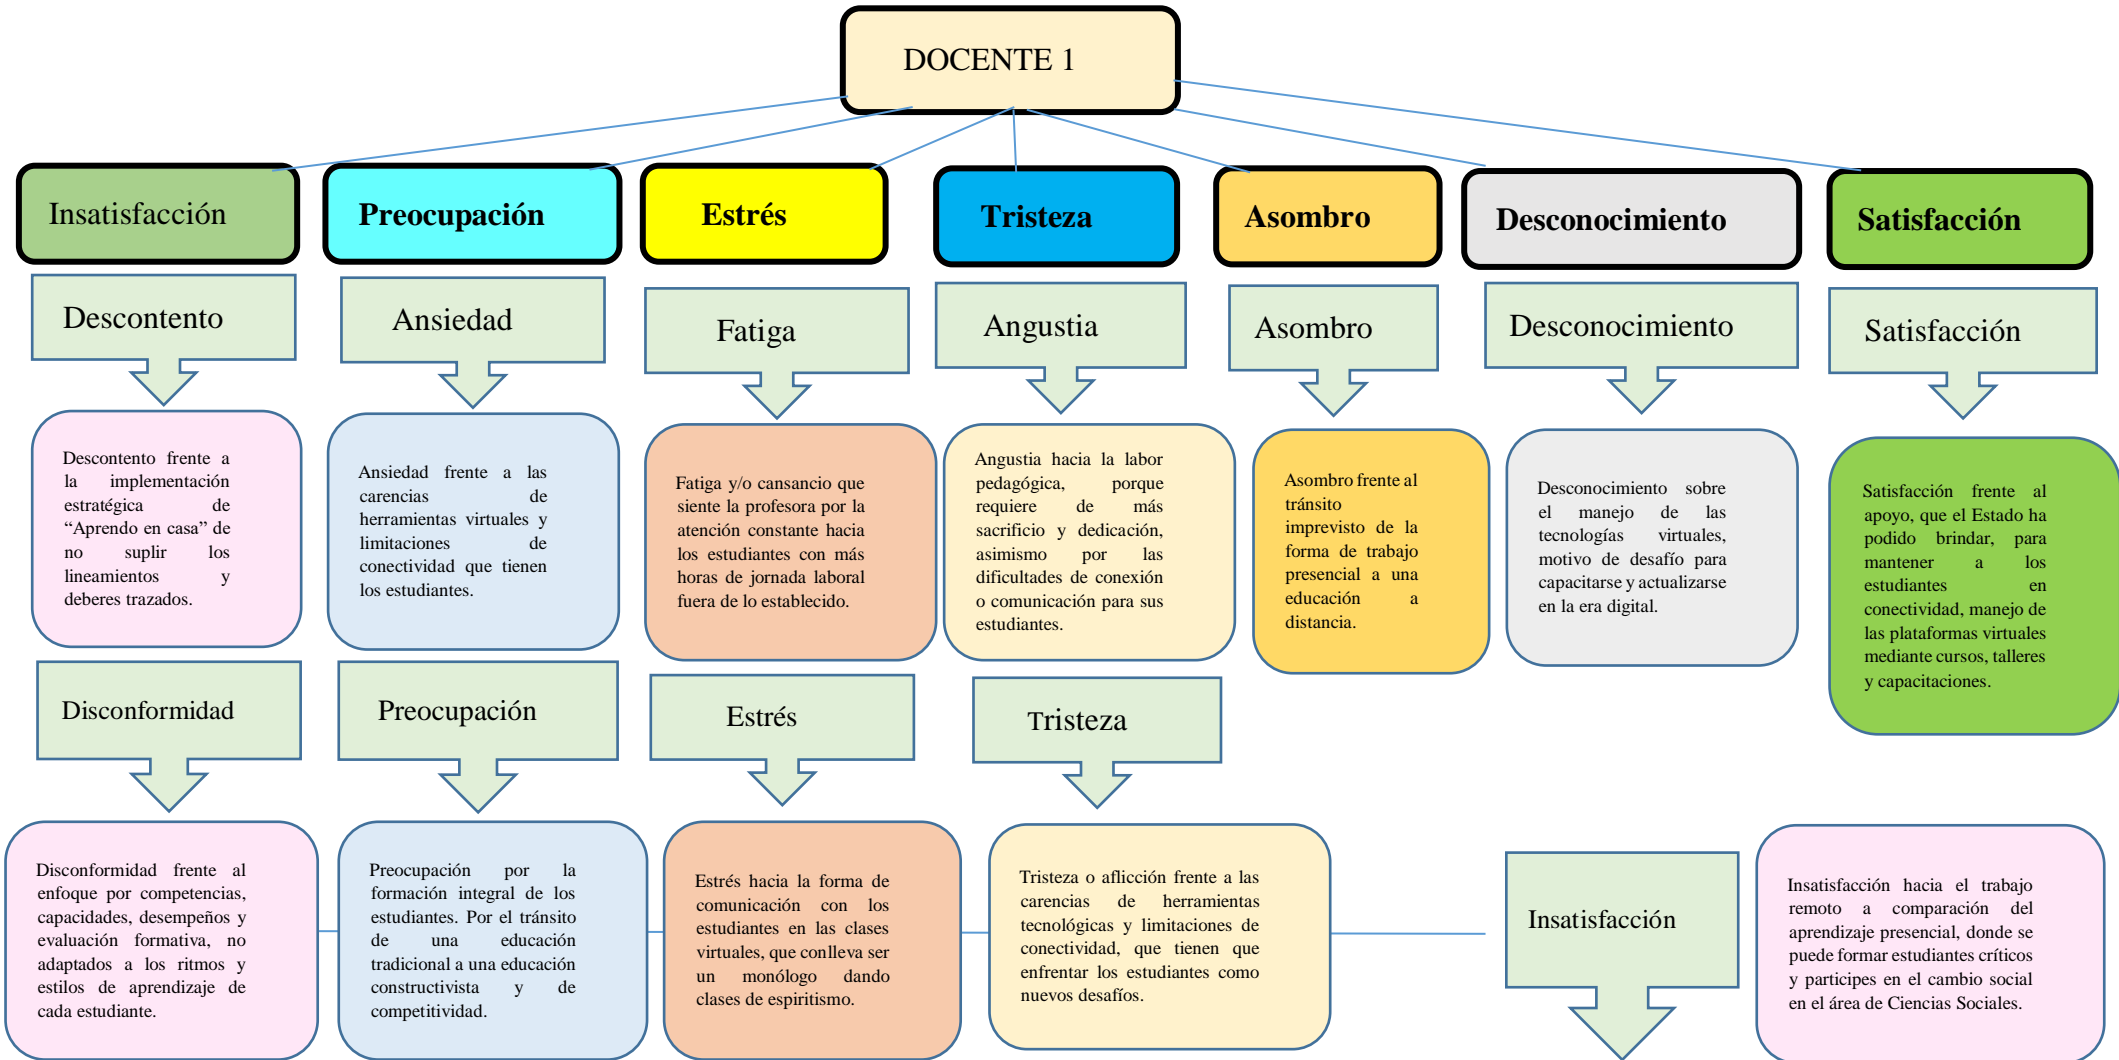 DOCENTE 1
Insatisfacción
Preocupación
Estrés
Tristeza
Asombro
Desconocimiento
Satisfacción
Descontento
Ansiedad
Fatiga
Angustia
Asombro
Desconocimiento
Satisfacción
Descontento frente a
la implementación
estratégica de
“Aprendo en casa” de
no suplir los
lineamientos y
deberes trazados.
Ansiedad frente a las
carencias de
herramientas virtuales y
limitaciones de
conectividad que tienen
los estudiantes.
Fatiga y/o cansancio que
siente la profesora por la
atención constante hacia
los estudiantes con más
horas de jornada laboral
fuera de lo establecido.
Angustia hacia la labor
pedagógica, porque
requiere de más
sacrificio y dedicación,
asimismo por las
dificultades de conexión
o comunicación para sus
estudiantes.
Asombro frente al
tránsito
imprevisto de la
forma de trabajo
presencial a una
educación a
distancia.
Desconocimiento sobre
el manejo de las
tecnologías virtuales,
motivo de desafío para
capacitarse y actualizarse
en la era digital.
Satisfacción frente al
apoyo, que el Estado ha
podido brindar, para
mantener a los
estudiantes en
conectividad, manejo de
las plataformas virtuales
mediante cursos, talleres
y capacitaciones.
Disconformidad
Preocupación
Estrés
Tristeza
Disconformidad frente al
enfoque por competencias,
capacidades, desempeños y
evaluación formativa, no
adaptados a los ritmos y
estilos de aprendizaje de
cada estudiante.
Preocupación por la
formación integral de los
estudiantes. Por el tránsito
de una educación
tradicional a una educación
constructivista y de
competitividad.
Estrés hacia la forma de
comunicación con los
estudiantes en las clases
virtuales, que conlleva ser
un monólogo dando
clases de espiritismo.
Tristeza o aflicción frente a las
carencias de herramientas
tecnológicas y limitaciones de
conectividad, que tienen que
enfrentar los estudiantes como
nuevos desafíos.
Insatisfacción
Insatisfacción hacia el trabajo
remoto a comparación del
aprendizaje presencial, donde se
puede formar estudiantes críticos
y participes en el cambio social
en el área de Ciencias Sociales.